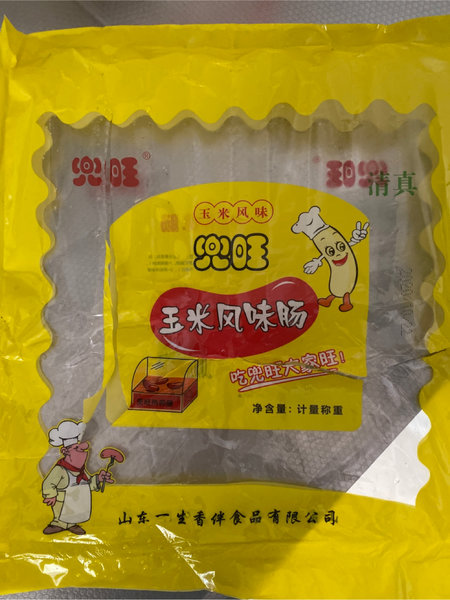 兜旺®
清真
玉米风味
兜旺
玉米风味肠
吃兜旺大家旺!
净含量：计量称重
山东一生香伴食品有限公司